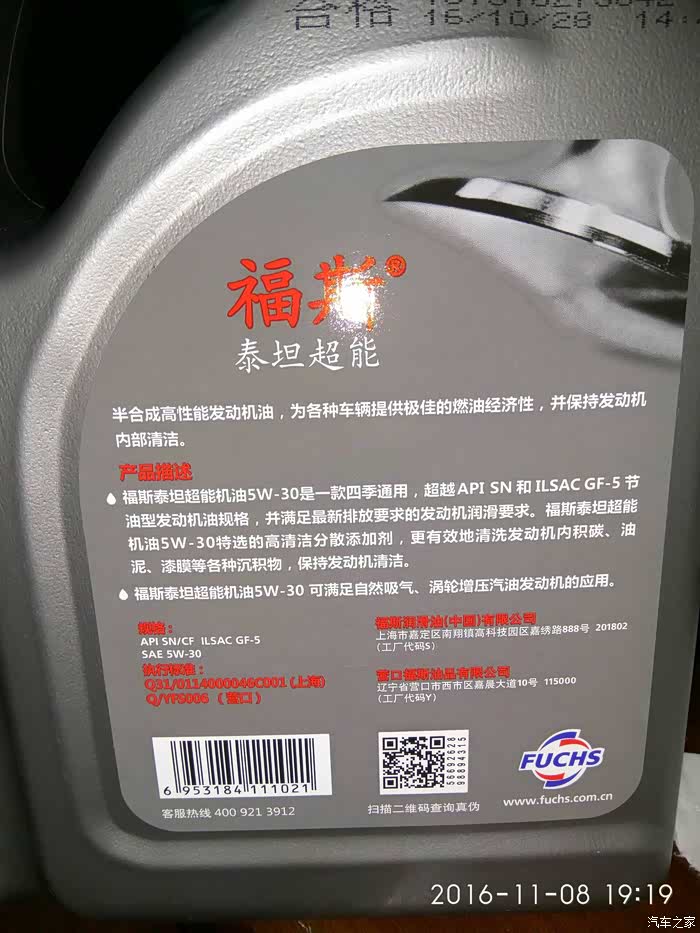 合格
16/10/28 14
福斯®
泰坦超能
半合成高性能发动机油，为各种车辆提供极佳的燃油经济性，并保持发动机
内部清洁。
产品描述
福斯泰坦超能机油5W-30是一款四季通用，超越API SN 和 ILSAC GF-5 节
油型发动机油规格，并满足最新排放要求的发动机润滑要求。福斯泰坦超能
机油5W-30特选的高清洁分散添加剂，更有效地清洗发动机内积碳、油
泥、漆膜等各种沉积物，保持发动机清洁。
福斯泰坦超能机油5W-30 可满足自然吸气、涡轮增压汽油发动机的应用。
规格：
API SN/CF ILSAC GF-5
SAE 5W-30
执行标准：
Q31/0114000046C001 (上海)
Q/YFS006 （营口）
福斯润滑油(中国)有限公司
上海市嘉定区南翔镇高科技园区嘉绣路888号 201802
(工厂代码S)
营口福斯油品有限公司
辽宁省营口市西市区嘉晨大道10号 115000
(工厂代码Y)
6 953184 111021
客服热线 400 921 3912
56692628
98894315
扫描二维码查询真伪
FUCHS
www.fuchs.com.cn
2016-11-08 19:19
汽车之家